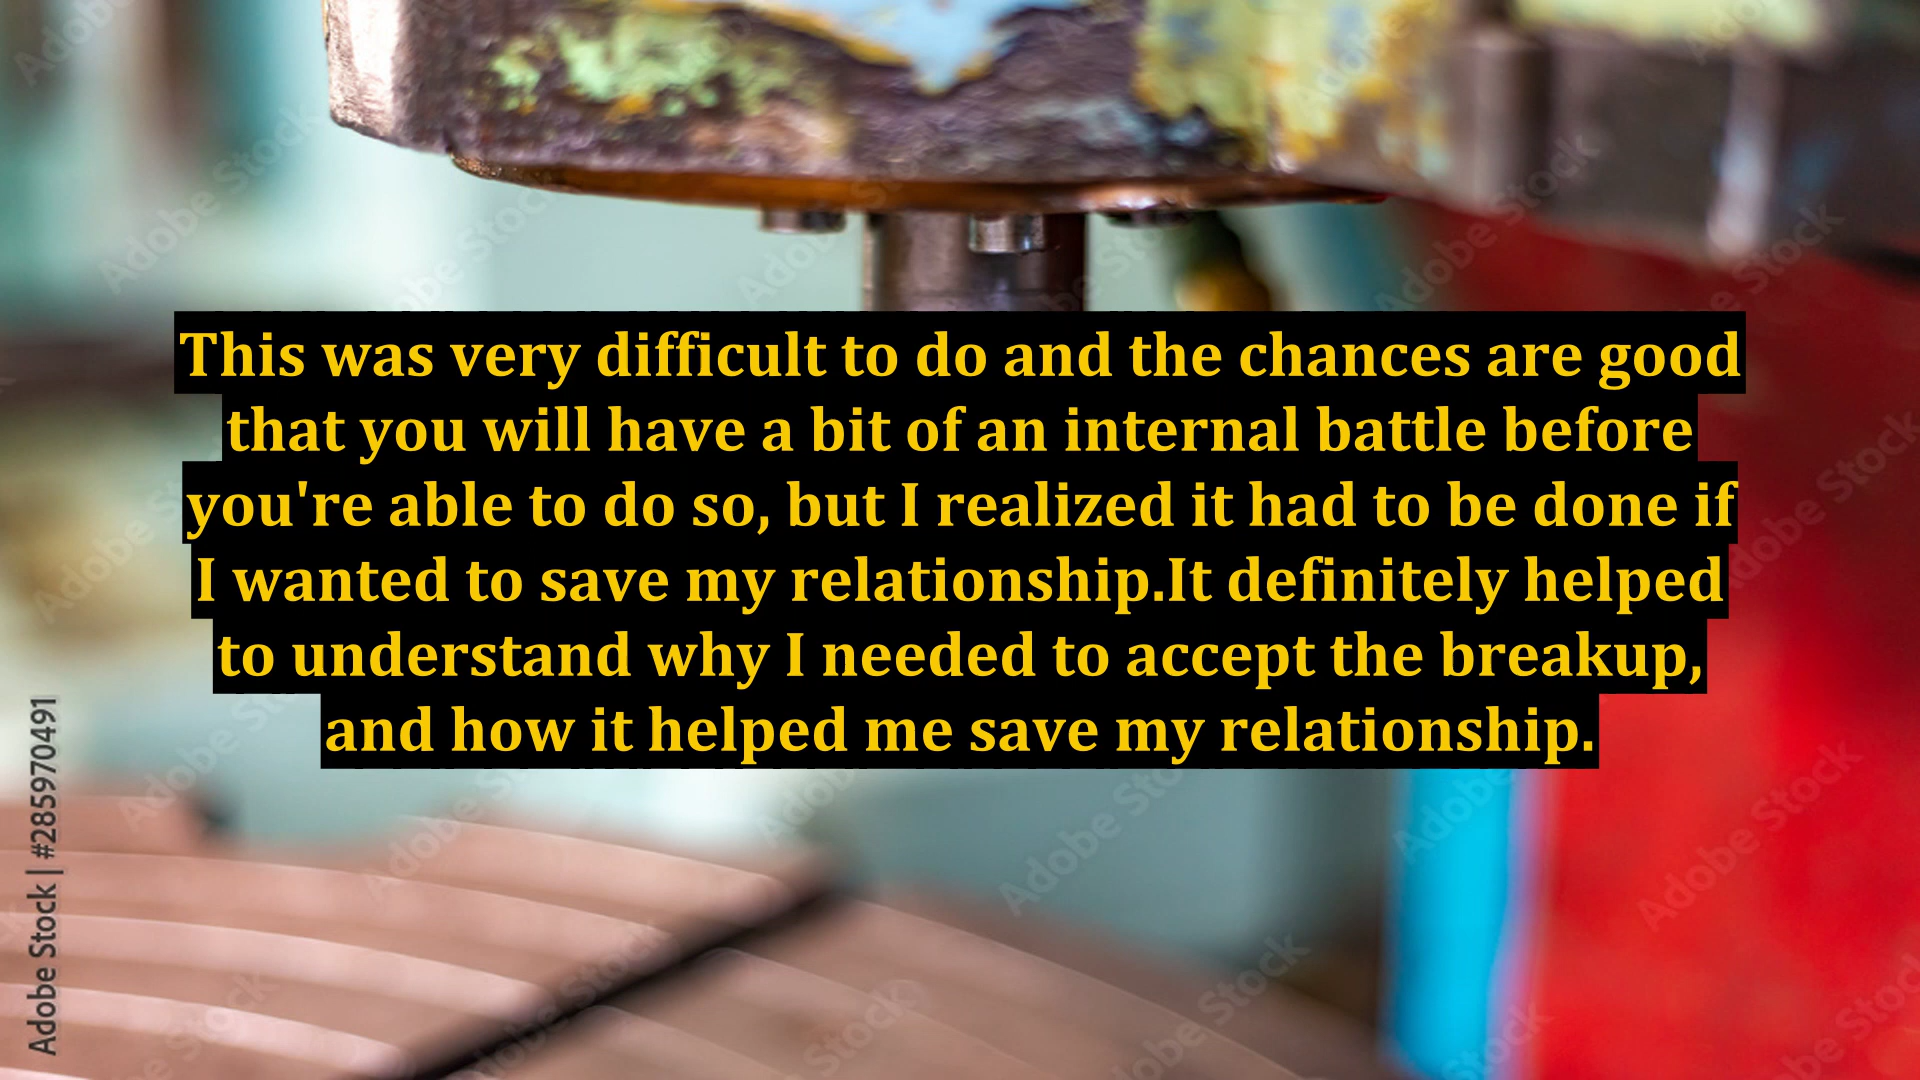 This was very difficult to do and the chances are good
that you will have a bit of an internal battle before
you're able to do so, but I realized it had to be done if
I wanted to save my relationship.It definitely helped
to understand why I needed to accept the breakup,
and how it helped me save my relationship.
Adobe Stock | #285970491